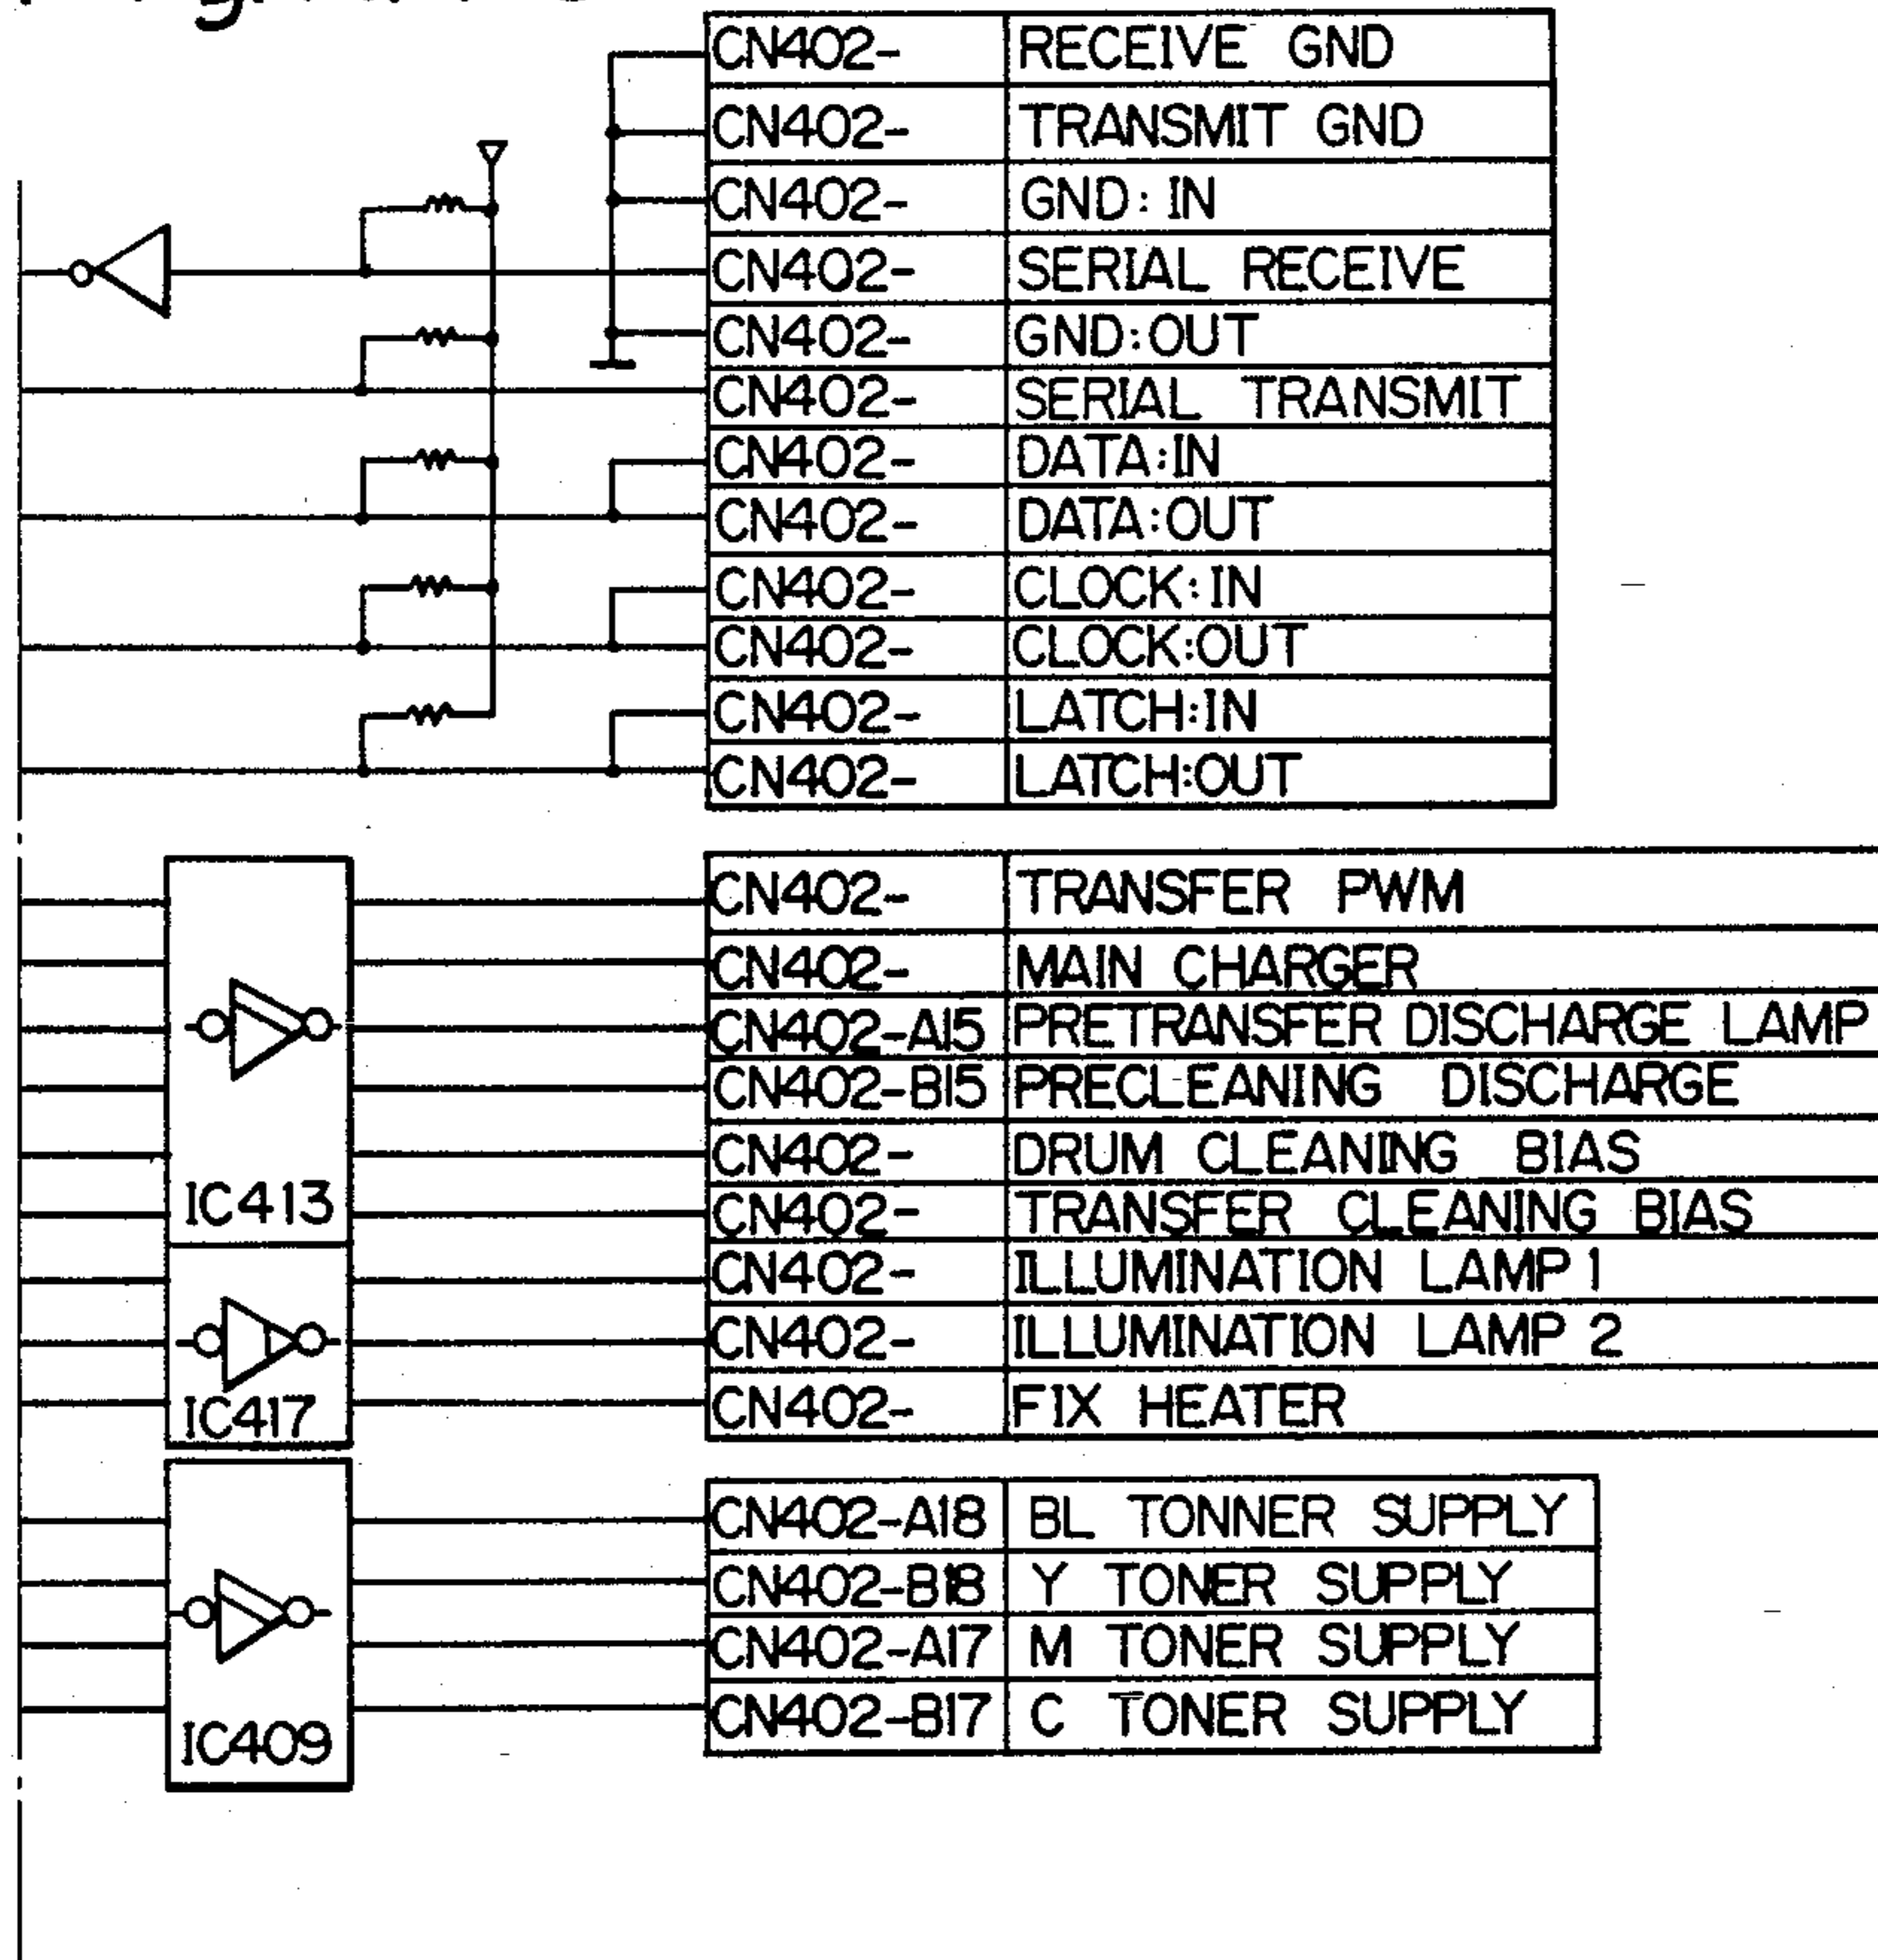 CN402- RECEIVE GND
CN402- TRANSMIT GND
CN402- GND: IN
CN402- SERIAL RECEIVE
CN402- GND:OUT
CN402- SERIAL TRANSMIT
CN402- DATA:IN
CN402- DATA:OUT
CN402- CLOCK:IN
CN402- CLOCK:OUT
CN402- LATCH:IN
CN402- LATCH:OUT
CN402- TRANSFER PWM
CN402- MAIN CHARGER
CN402-A15 PRETRANSFER DISCHARGE LAMP
CN402-B15 PRECLEANING DISCHARGE
CN402- DRUM CLEANING BIAS
IC413
CN402- TRANSFER CLEANING BIAS
CN402- ILLUMINATION LAMP 1
CN402- ILLUMINATION LAMP 2
IC417
CN402- FIX HEATER
CN402-A18 BL TONNER SUPPLY
CN402-B18 Y TONER SUPPLY
CN402-A17 M TONER SUPPLY
CN402-B17 C TONER SUPPLY
IC409